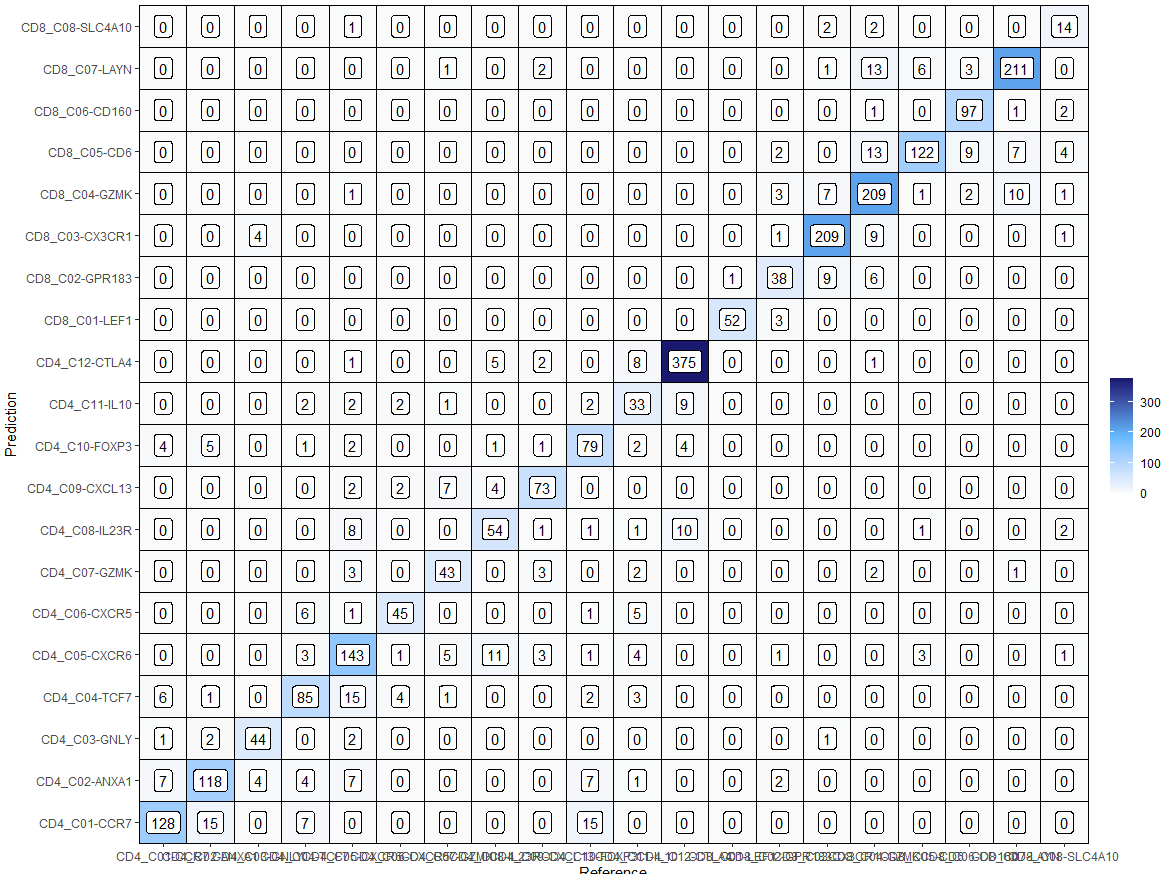 CD8_C08-SLC4A10 0 0 0 0 1 0 0 0 0 0 0 0 0 0 2 2 0 0 0 14
CD8_C07-LAYN 0 0 0 0 0 0 1 0 2 0 0 0 0 0 1 13 6 3 211 0
CD8_C06-CD160 0 0 0 0 0 0 0 0 0 0 0 0 0 0 0 1 0 97 1 2
CD8_C05-CD6 0 0 0 0 0 0 0 0 0 0 0 0 0 2 0 13 122 9 7 4
CD8_C04-GZMK 0 0 0 0 1 0 0 0 0 0 0 0 0 3 7 209 1 2 10 1
CD8_C03-CX3CR1 0 0 4 0 0 0 0 0 0 0 0 0 0 1 209 9 0 0 0 1
CD8_C02-GPR183 0 0 0 0 0 0 0 0 0 0 0 0 1 38 9 6 0 0 0 0
CD8_C01-LEF1 0 0 0 0 0 0 0 0 0 0 0 0 52 3 0 0 0 0 0 0
CD4_C12-CTLA4 0 0 0 0 1 0 0 5 2 0 8 375 0 0 0 1 0 0 0 0
CD4_C11-IL10 0 0 0 2 2 2 1 0 0 2 33 9 0 0 0 0 0 0 0 0
CD4_C10-FOXP3 4 5 0 1 2 0 0 1 1 79 2 4 0 0 0 0 0 0 0 0
CD4_C09-CXCL13 0 0 0 0 2 2 7 4 73 0 0 0 0 0 0 0 0 0 0 0
CD4_C08-IL23R 0 0 0 0 8 0 0 54 1 1 1 10 0 0 0 0 1 0 0 2
CD4_C07-GZMK 0 0 0 0 3 0 43 0 3 0 2 0 0 0 0 2 0 0 1 0
CD4_C06-CXCR5 0 0 0 6 1 45 0 0 0 1 5 0 0 0 0 0 0 0 0 0
CD4_C05-CXCR6 0 0 0 3 143 1 5 11 3 1 4 0 0 1 0 0 3 0 0 1
CD4_C04-TCF7 6 1 0 85 15 4 1 0 0 2 3 0 0 0 0 0 0 0 0 0
CD4_C03-GNLY 1 2 44 0 2 0 0 0 0 0 0 0 0 0 1 0 0 0 0 0
CD4_C02-ANXA1 7 118 4 4 7 0 0 0 0 7 1 0 0 2 0 0 0 0 0 0
CD4_C01-CCR7 128 15 0 7 0 0 0 0 0 15 0 0 0 0 0 0 0 0 0 0
Prediction
Reference
300
200
100
0